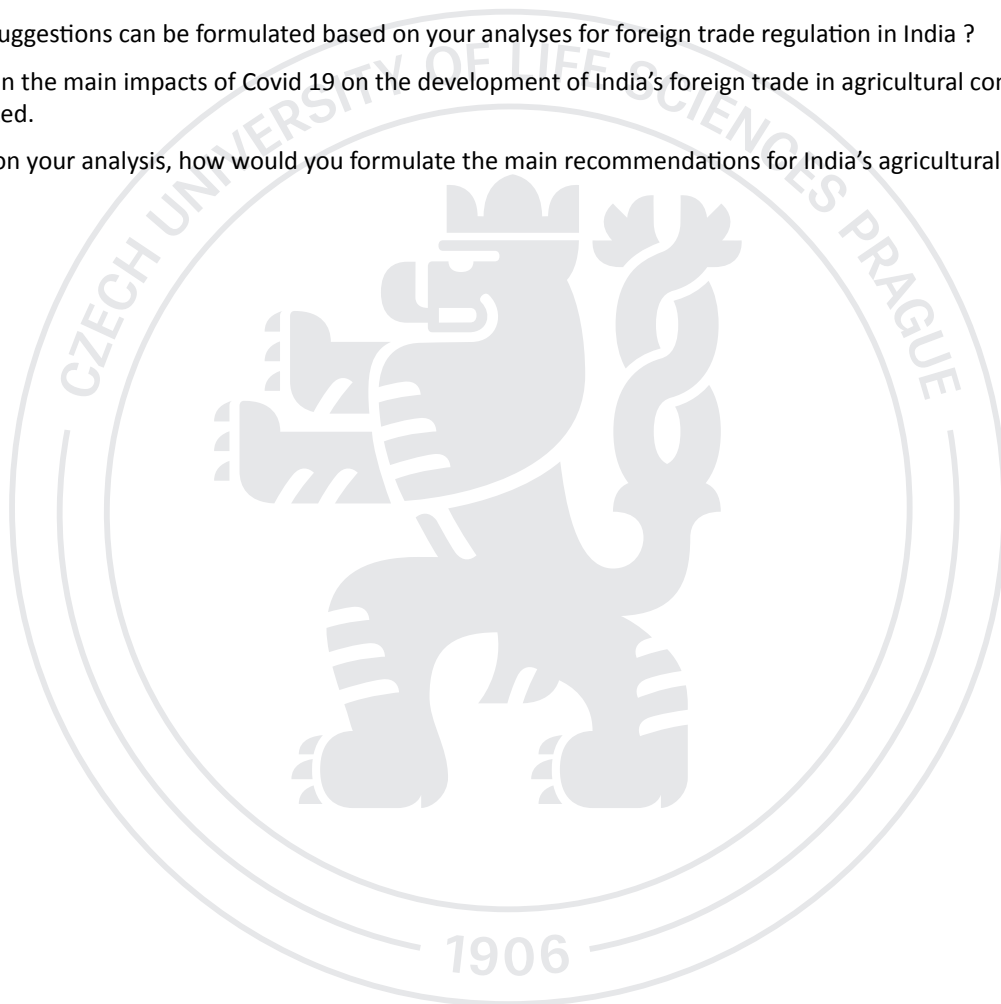 uggestions can be formulated based on your analyses for foreign trade regulation in India ?
n the main impacts of Covid 19 on the development of India's foreign trade in agricultural
ed.
on your analysis, how would you formulate the main recommendations for India's agricultural
CZECH UNIVERSITY OF LIFE SCIENCES PRAGUE
1906